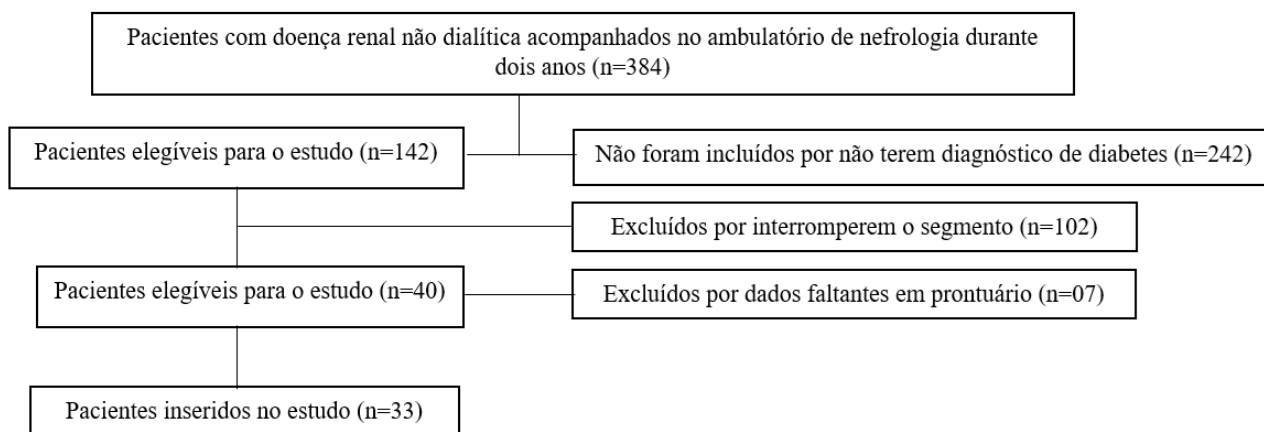 Pacientes com doença renal não dialítica acompanhados no ambulatório de nefrologia durante
dois anos (n=384)
Pacientes elegíveis para o estudo (n=142)
Não foram incluídos por não terem diagnóstico de diabetes (n=242)
Excluídos por interromperem o segmento (n=102)
Pacientes elegíveis para o estudo (n=40)
Excluídos por dados faltantes em prontuário (n=07)
Pacientes inseridos no estudo (n=33)